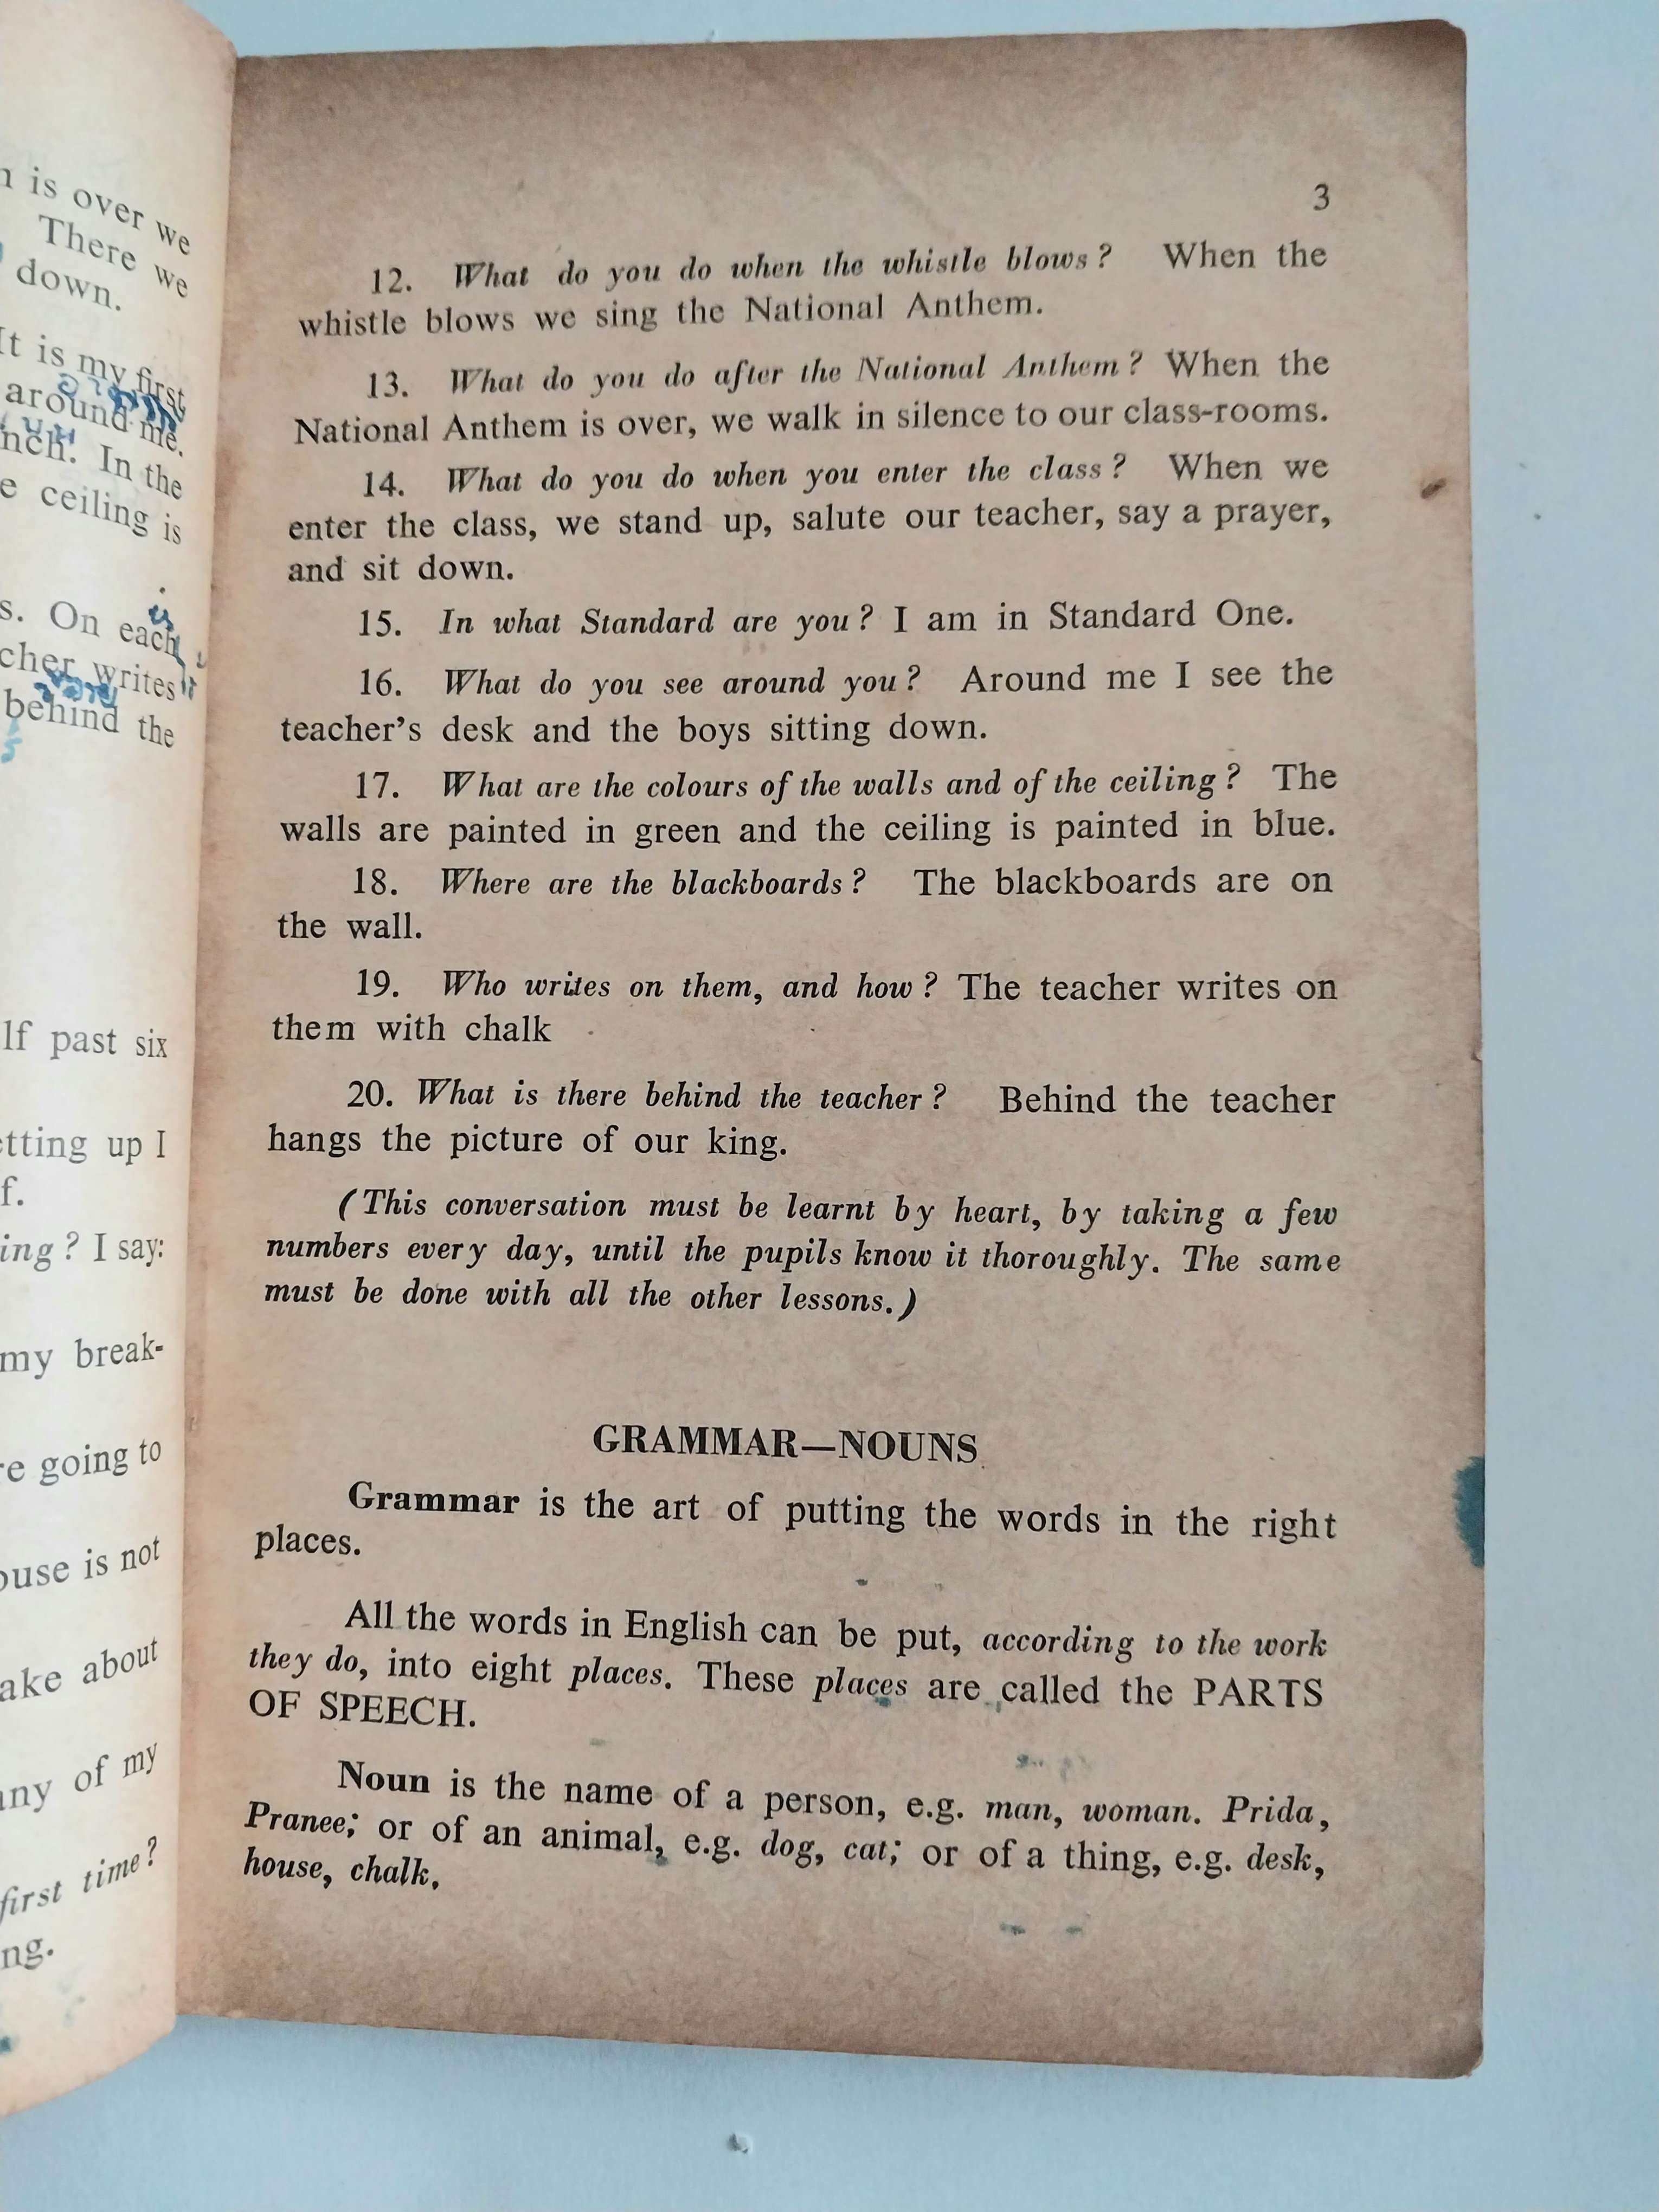 is over we
There we
down.
It is my first
around me.
In the
ceiling is
On each
writes
behind the
past six
up I
I say:
my break-
going to
is not
about
of my
first time?
3
12. What do you do when the whistle blows? When the
whistle blows we sing the National Anthem.
13. What do you do after the National Anthem? When the
National Anthem is over, we walk in silence to our class-rooms.
14. What do you do when you enter the class? When we
enter the class, we stand up, salute our teacher, say a prayer,
and sit down.
15. In what Standard are you? I am in Standard One.
16. What do you see around you? Around me I see the
teacher's desk and the boys sitting down.
17. What are the colours of the walls and of the ceiling? The
walls are painted in green and the ceiling is painted in blue.
18. Where are the blackboards? The blackboards are on
the wall.
19. Who writes on them, and how? The teacher writes on
them with chalk
20. What is there behind the teacher? Behind the teacher
hangs the picture of our king.
(This conversation must be learnt by heart, by taking a few
numbers every day, until the pupils know it thoroughly. The same
must be done with all the other lessons.)
GRAMMAR—NOUNS
Grammar is the art of putting the words in the right
places.
All the words in English can be put, according to the work
they do, into eight places. These places are called the PARTS
OF SPEECH.
Noun is the name of a person, e.g. man, woman. Prida,
Pranee; or of an animal, e.g. dog, cat; or of a thing, e.g. desk,
house, chalk.